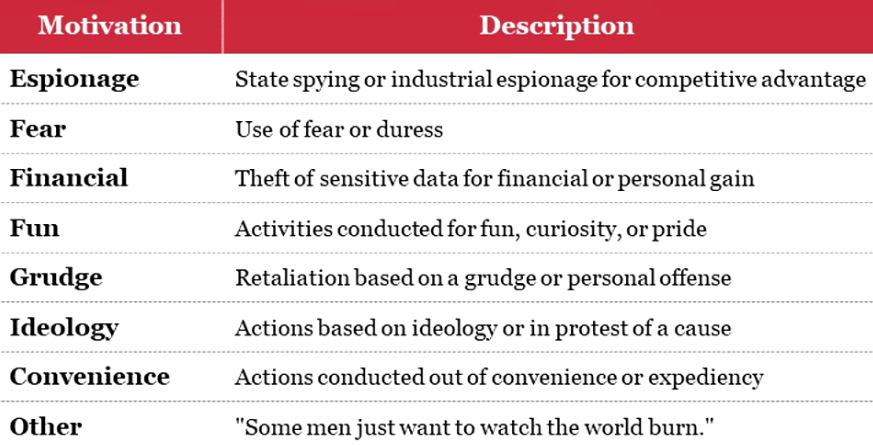 Motivation Description
Espionage State spying or industrial espionage for competitive advantage
Fear Use of fear or duress
Financial Theft of sensitive data for financial or personal gain
Fun Activities conducted for fun, curiosity, or pride
Grudge Retaliation based on a grudge or personal offense
Ideology Actions based on ideology or in protest of a cause
Convenience Actions conducted out of convenience or expediency
Other "Some men just want to watch the world burn."